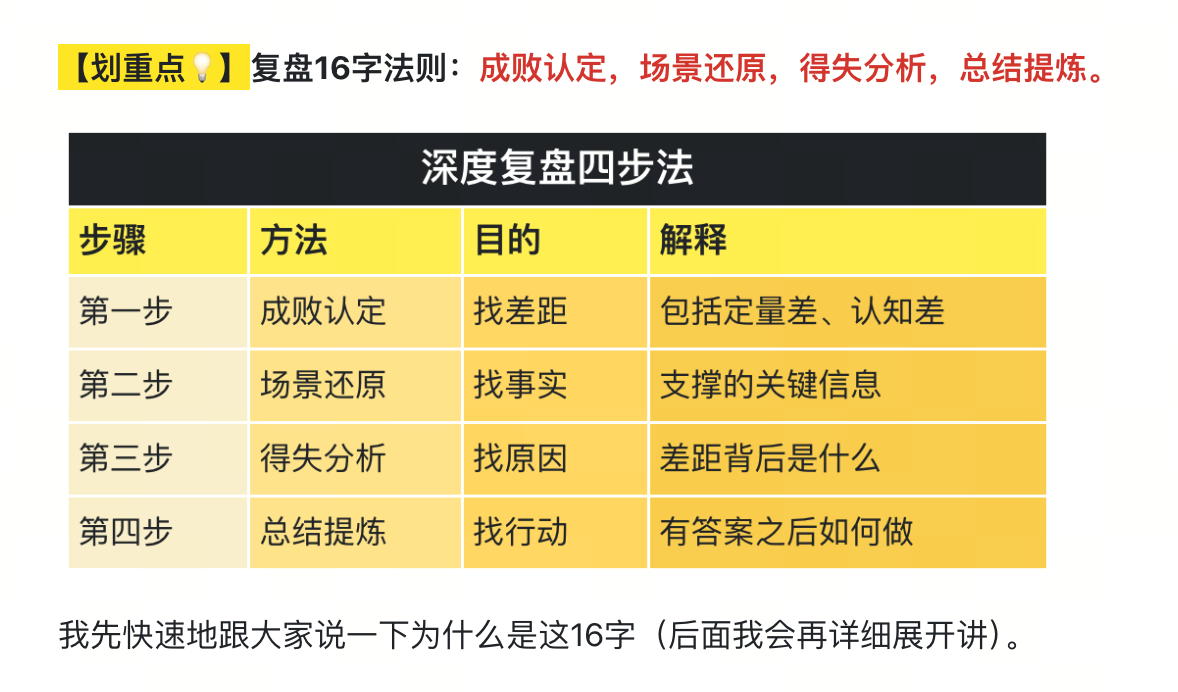 【划重点💡】复盘16字法则：成败认定，场景还原，得失分析，总结提炼。
深度复盘四步法
步骤 方法 目的 解释
第一步 成败认定 找差距 包括定量差、认知差
第二步 场景还原 找事实 支撑的关键信息
第三步 得失分析 找原因 差距背后是什么
第四步 总结提炼 找行动 有答案之后如何做
我先快速地跟大家说一下为什么是这16字（后面我会再详细展开讲）。